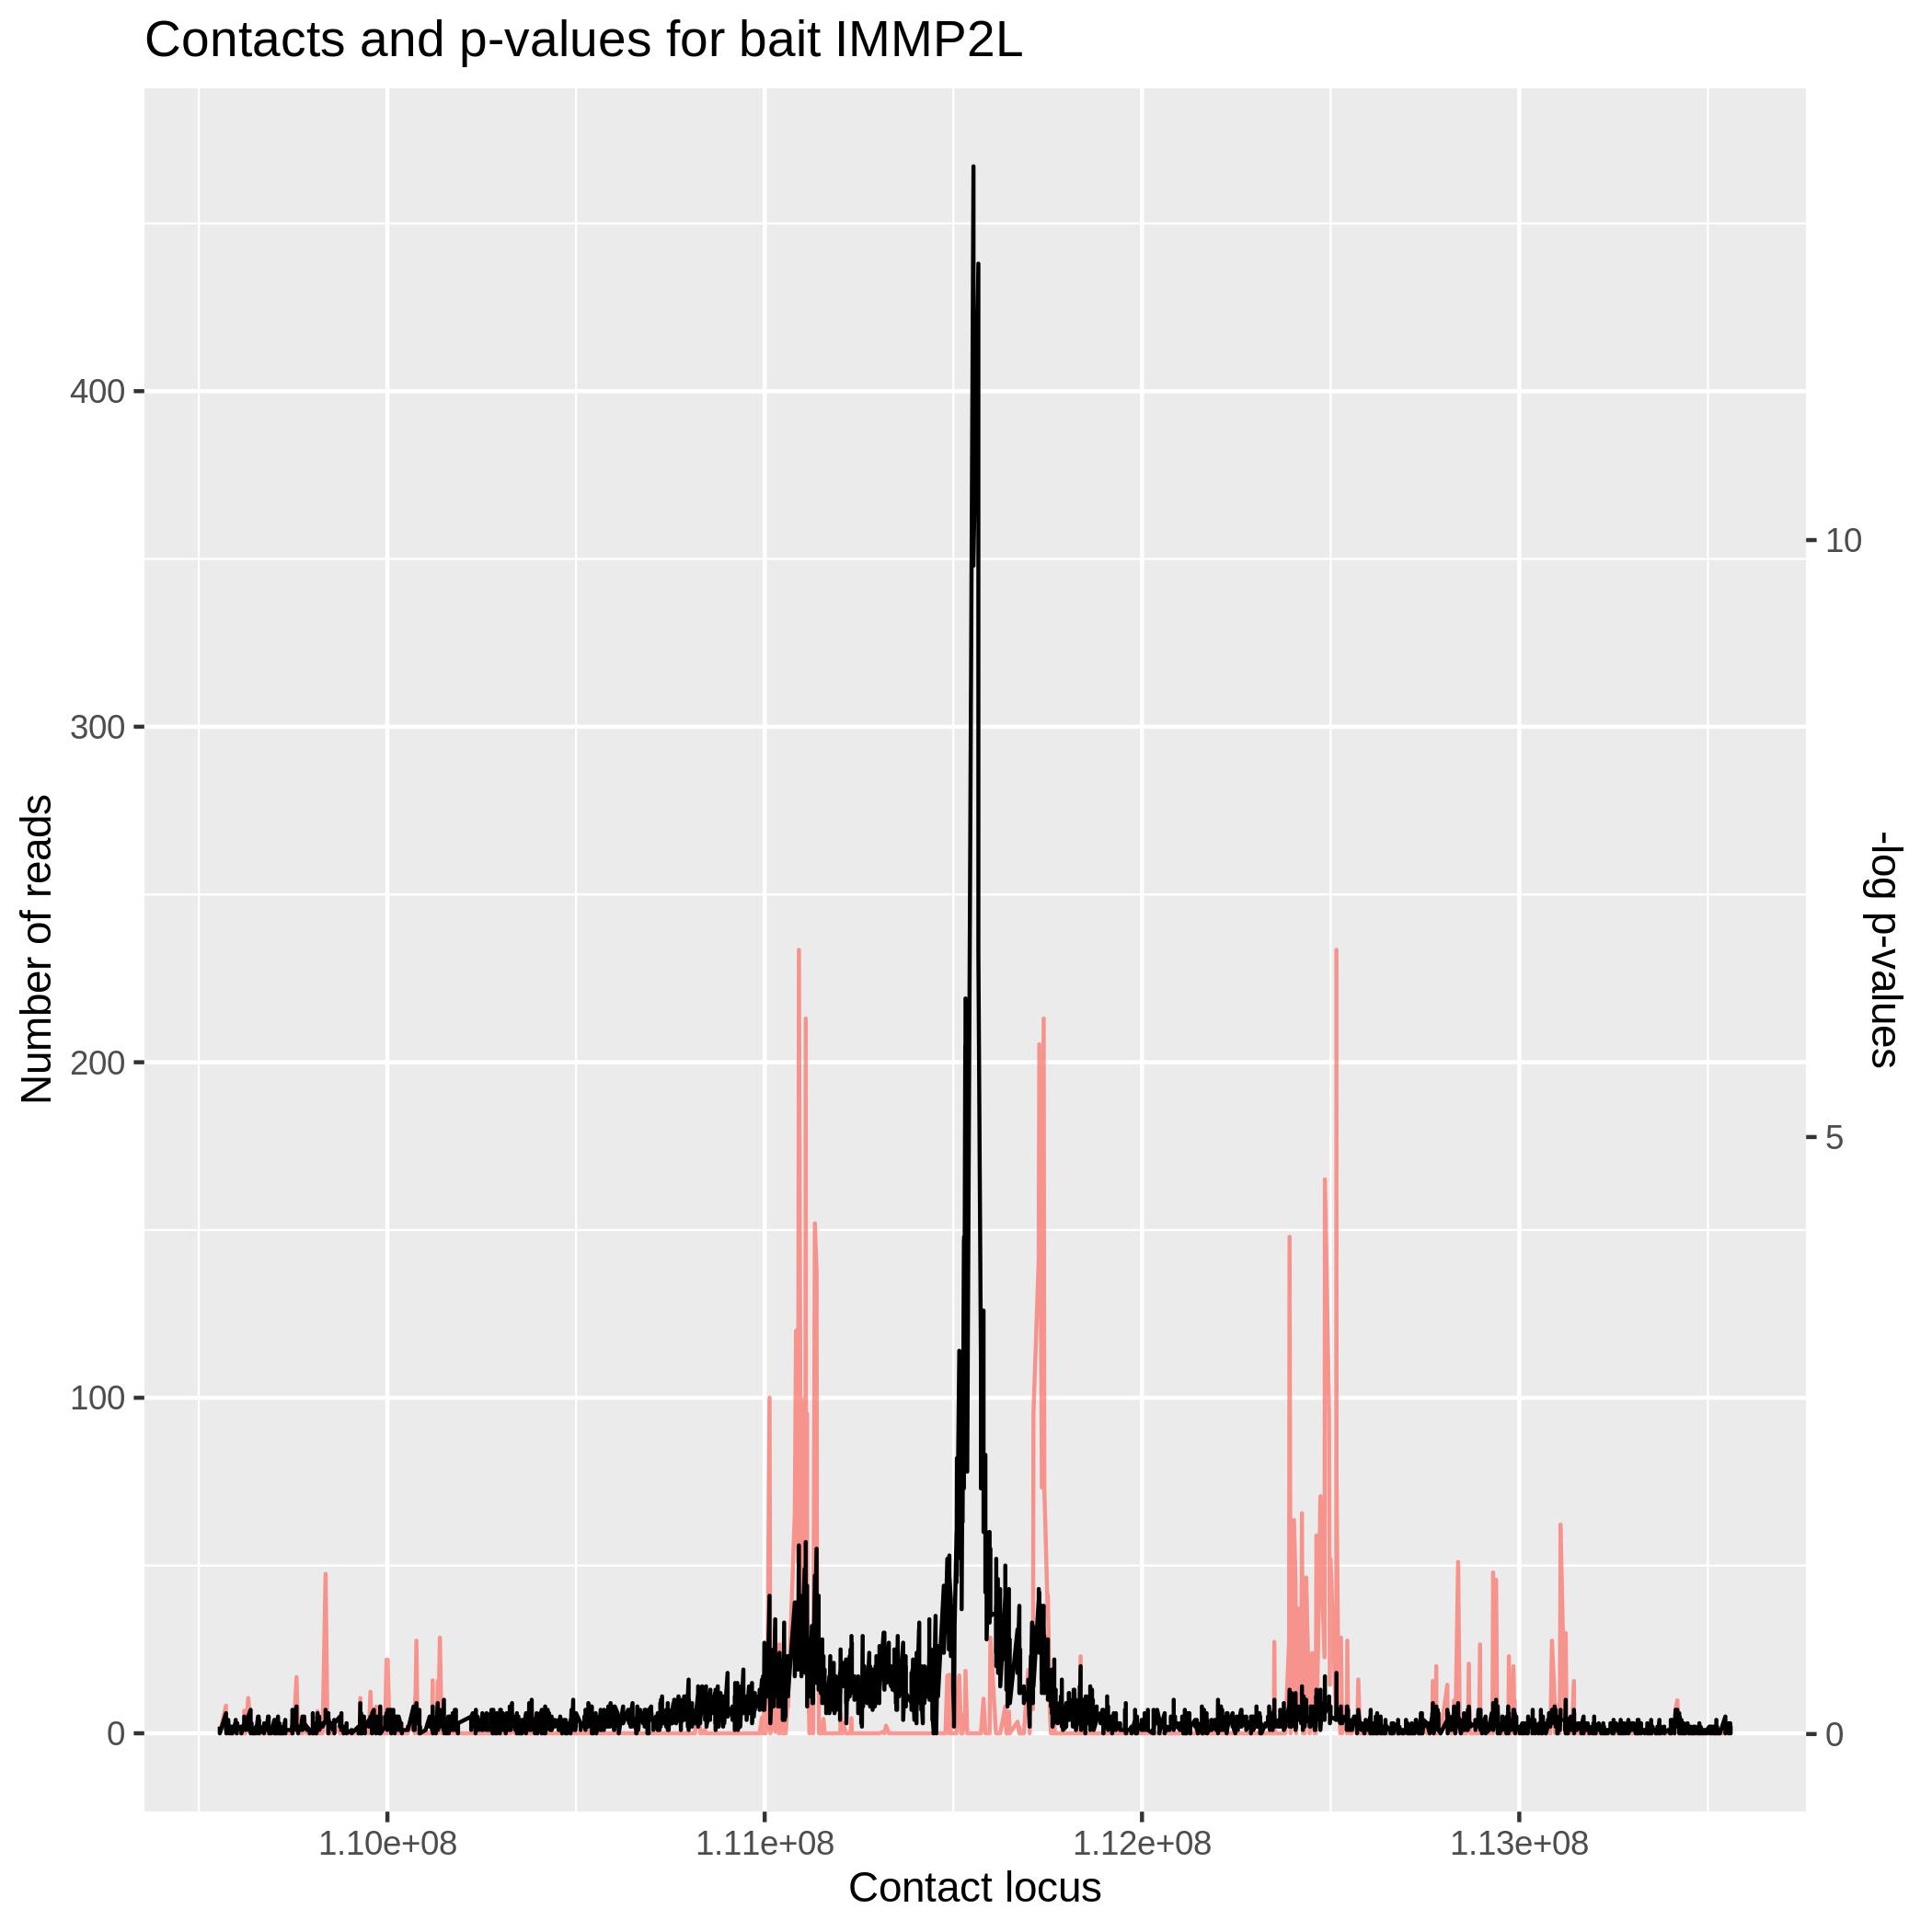 Contacts and p-values for bait IMMP2L
400
300
200
100
0
Number of reads
10
5
0
-log p-values
1.10e+08
1.11e+08
1.12e+08
1.13e+08
Contact locus